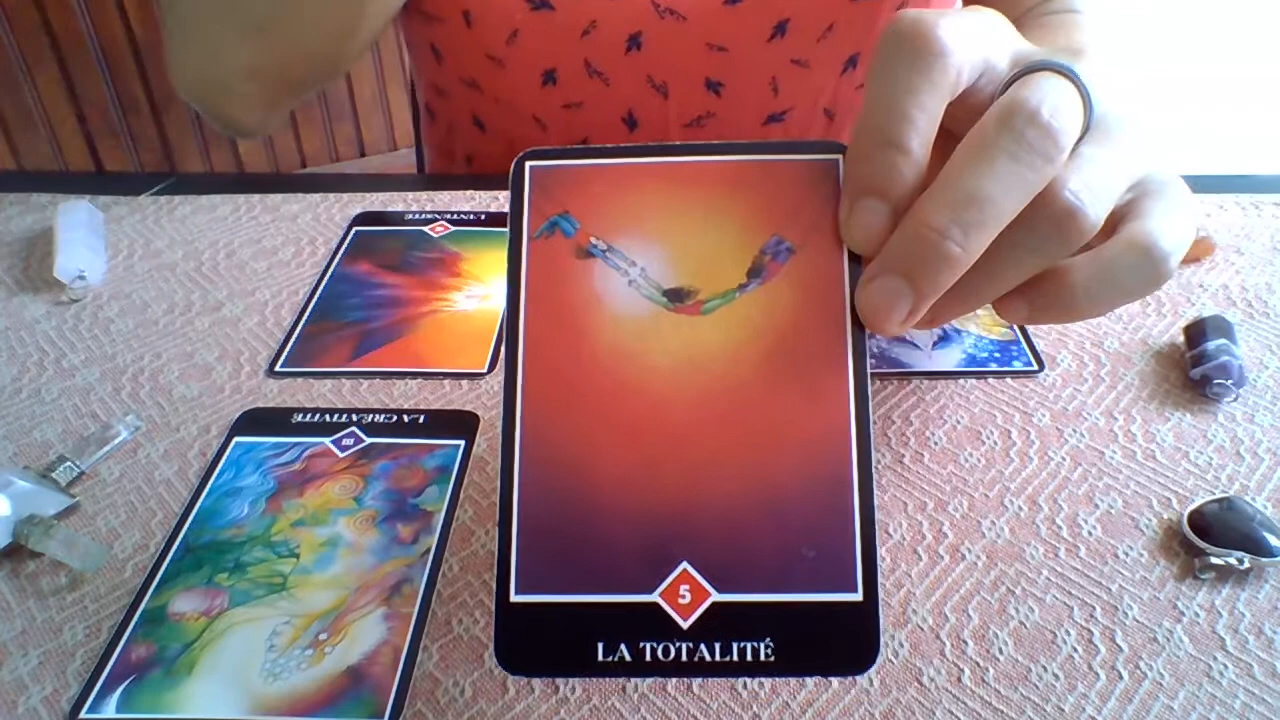 L'INTENSITÉ
LA CRÉATIVITÉ
III
5
LA TOTALITÉ